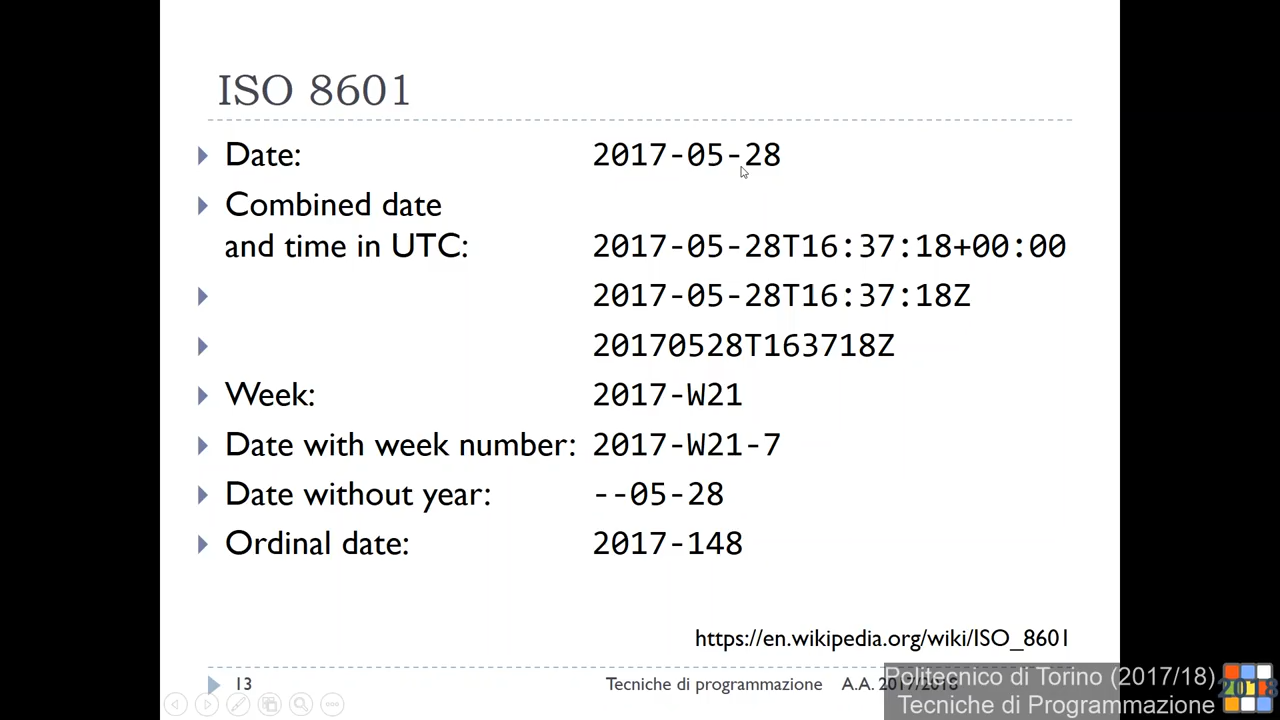 ISO 8601
Date: 2017-05-28
Combined date
and time in UTC: 2017-05-28T16:37:18+00:00
2017-05-28T16:37:18Z
20170528T163718Z
Week: 2017-W21
Date with week number: 2017-W21-7
Date without year: --05-28
Ordinal date: 2017-148
https://en.wikipedia.org/wiki/ISO_8601
13 Tecniche di programmazione A.A. 2017/2018
Politecnico di Torino (2017/18)
Tecniche di Programmazione
2018